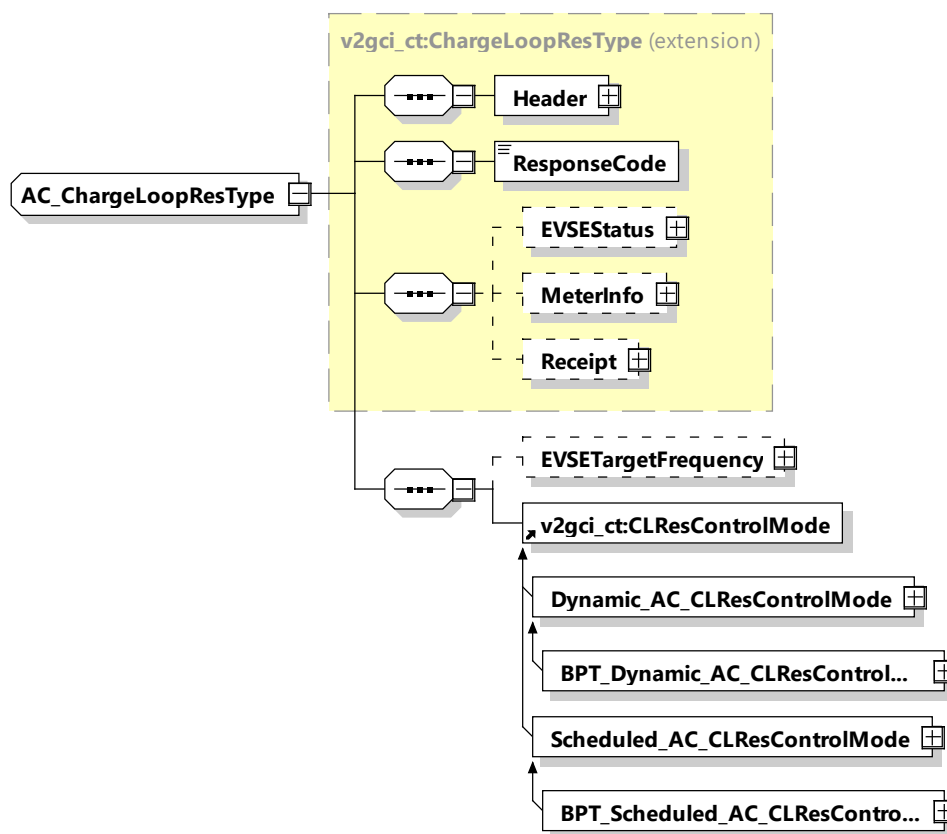 v2gci_ct:ChargeLoopResType (extension)
Header
ResponseCode
AC_ChargeLoopResType
EVSEStatus
MeterInfo
Receipt
EVSETargetFrequency
v2gci_ct:CLResControlMode
Dynamic_AC_CLResControlMode
BPT_Dynamic_AC_CLResControl...
Scheduled_AC_CLResControlMode
BPT_Scheduled_AC_CLResContro...